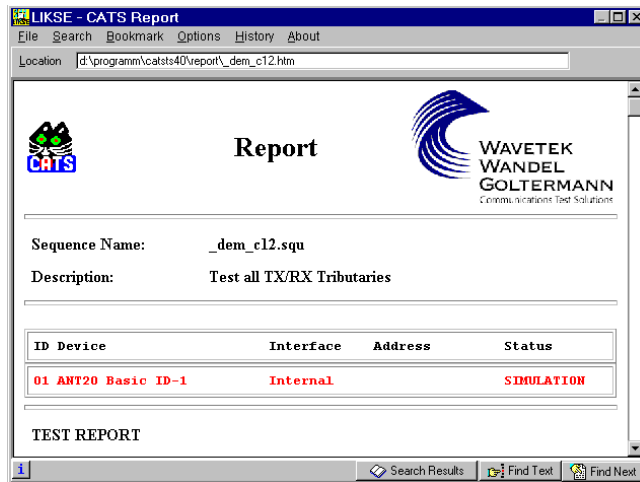 LIKSE - CATS Report
File Search Bookmark Options History About
Location d:\programm\catsts40\report\_dem_c12.htm
CATS
Report
WAVETEK
WANDEL
GOLTERMANN
Communications Test Solutions
Sequence Name: _dem_c12.squ
Description: Test all TX/RX Tributaries
ID Device Interface Address Status
01 ANT20 Basic ID-1 Internal SIMULATION
TEST REPORT
i Search Results Find Text Find Next